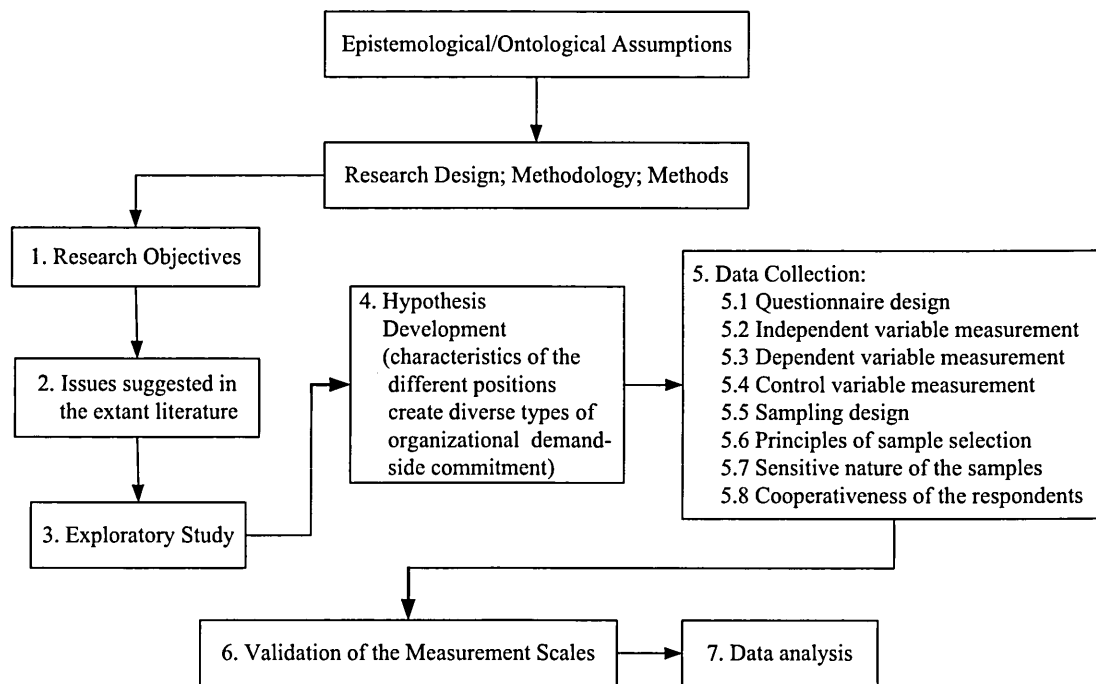 Epistemological/Ontological Assumptions
Research Design; Methodology; Methods
1. Research Objectives
2. Issues suggested in
the extant literature
3. Exploratory Study
4. Hypothesis
Development
(characteristics of the
different positions
create diverse types of
organizational demand-
side commitment)
5. Data Collection:
5.1 Questionnaire design
5.2 Independent variable measurement
5.3 Dependent variable measurement
5.4 Control variable measurement
5.5 Sampling design
5.6 Principles of sample selection
5.7 Sensitive nature of the samples
5.8 Cooperativeness of the respondents
6. Validation of the Measurement Scales
7. Data analysis